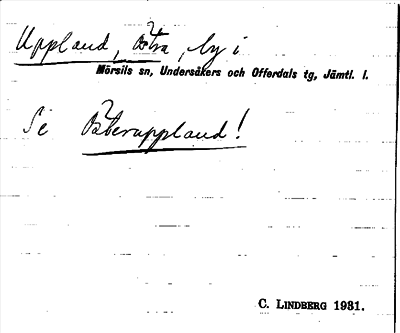 Uppland, Östra, by i
Mörsils sn, Undersåkers och Offerdals tg, Jämtl. l.
Se Österuppland!
C. LINDBERG 1931.